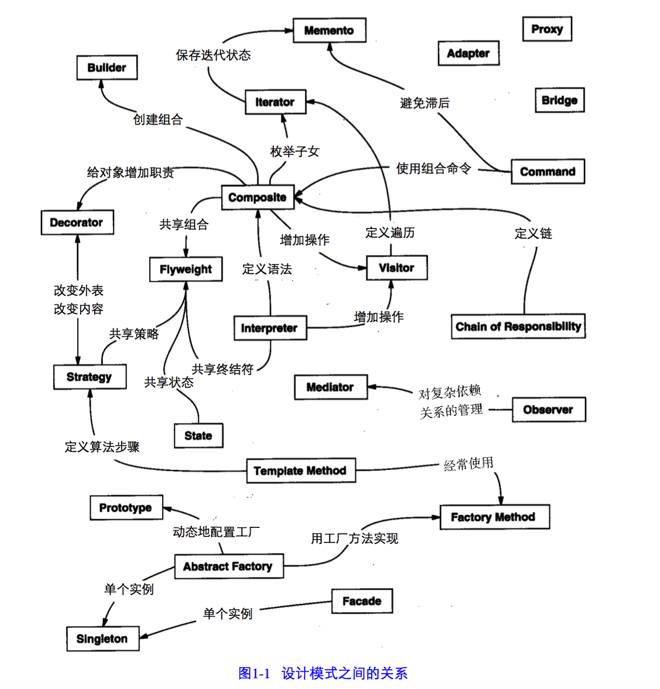 Memento
Proxy
保存迭代状态
Adapter
Builder
Iterator
避免滞后
Bridge
创建组合
枚举子女
使用组合命令
Command
给对象增加职责
Composite
Decorator
共享组合
增加操作
定义遍历
定义链
Flyweight
定义语法
Visitor
改变外表
改变内容
共享策略
Interpreter
增加操作
Chain of Responsibility
Strategy
共享状态
共享终结符
Mediator
对复杂依赖
关系的管理
Observer
State
定义算法步骤
Template Method
经常使用
Prototype
动态地配置工厂
用工厂方法实现
Factory Method
Abstract Factory
单个实例
单个实例
Facade
Singleton
图1-1 设计模式之间的关系